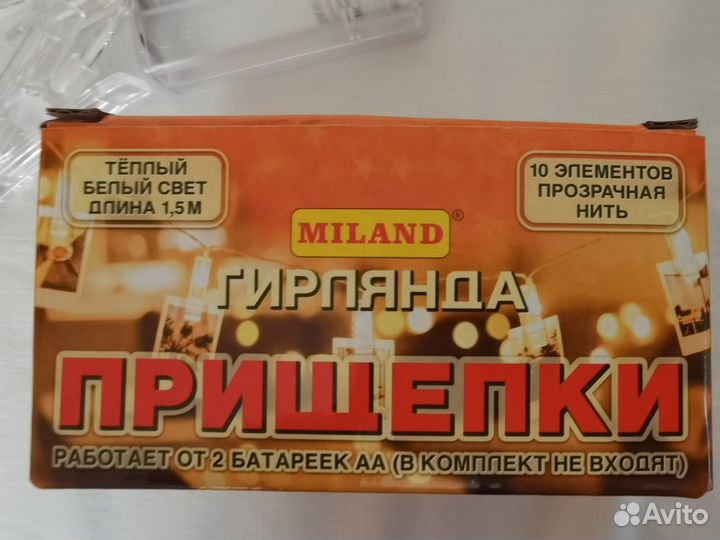 ТЁПЛЫЙ
БЕЛЫЙ СВЕТ
ДЛИНА 1,5 М
10 ЭЛЕМЕНТОВ
ПРОЗРАЧНАЯ
НИТЬ
MILAND®
ГИРЛЯНДА
ПРИЩЕПКИ
РАБОТАЕТ ОТ 2 БАТАРЕЕК АА (В КОМПЛЕКТ НЕ ВХОДЯТ)
Avito